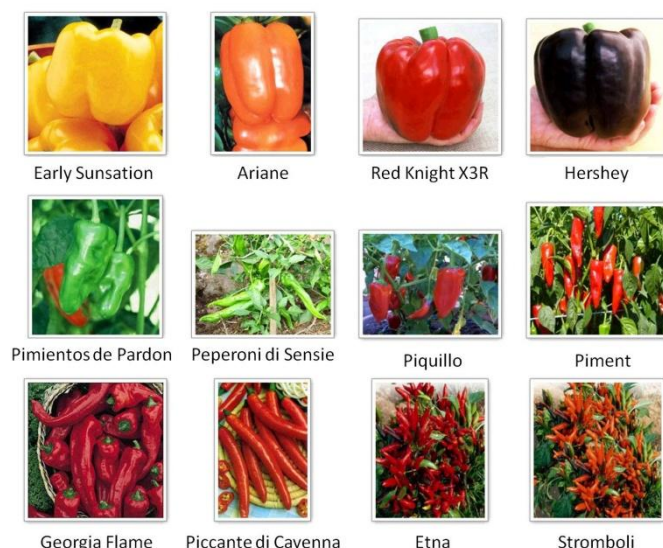 Early Sunsation
Ariane
Red Knight X3R
Hershey
Pimientos de Pardon
Peperoni di Sensie
Piquillo
Piment
Georgia Flame
Piccante di Cayenna
Etna
Stromboli